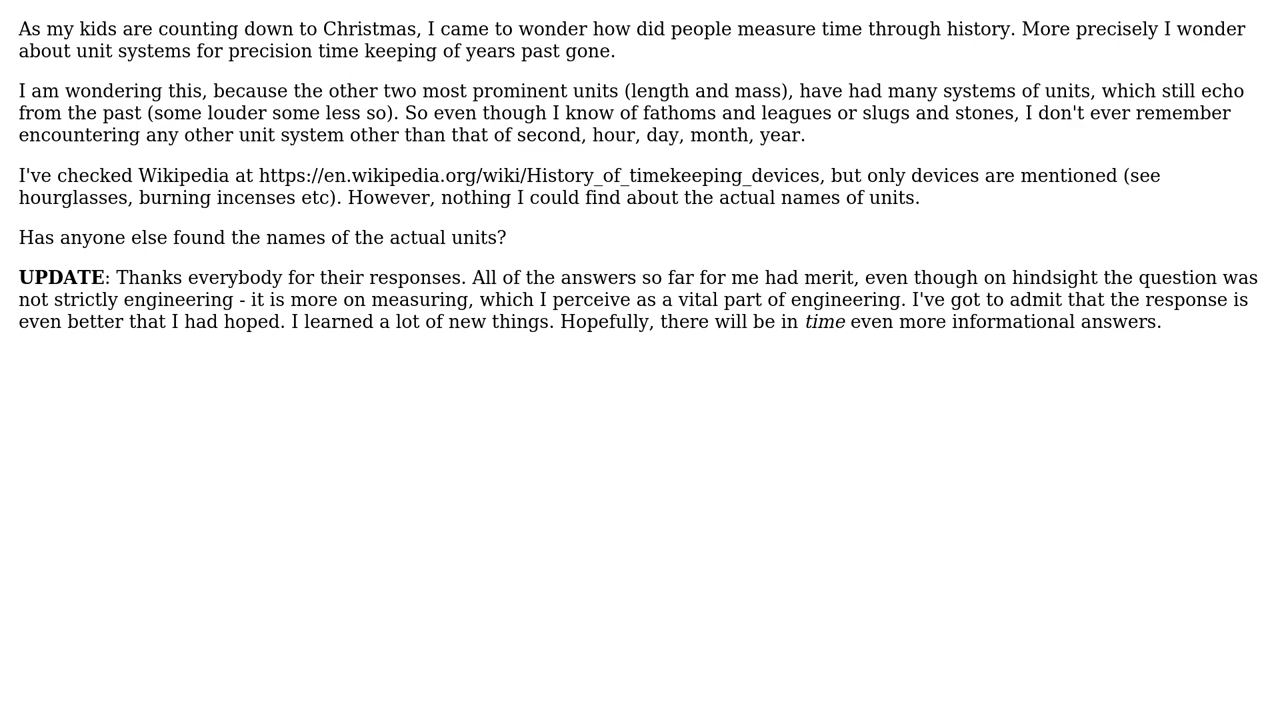 As my kids are counting down to Christmas, I came to wonder how did people measure time through history. More precisely I wonder
about unit systems for precision time keeping of years past gone.
I am wondering this, because the other two most prominent units (length and mass), have had many systems of units, which still echo
from the past (some louder some less so). So even though I know of fathoms and leagues or slugs and stones, I don't ever remember
encountering any other unit system other than that of second, hour, day, month, year.
I've checked Wikipedia at https://en.wikipedia.org/wiki/History_of_timekeeping_devices, but only devices are mentioned (see
hourglasses, burning incenses etc). However, nothing I could find about the actual names of units.
Has anyone else found the names of the actual units?
UPDATE: Thanks everybody for their responses. All of the answers so far for me had merit, even though on hindsight the question was
not strictly engineering - it is more on measuring, which I perceive as a vital part of engineering. I've got to admit that the response is
even better that I had hoped. I learned a lot of new things. Hopefully, there will be in time even more informational answers.